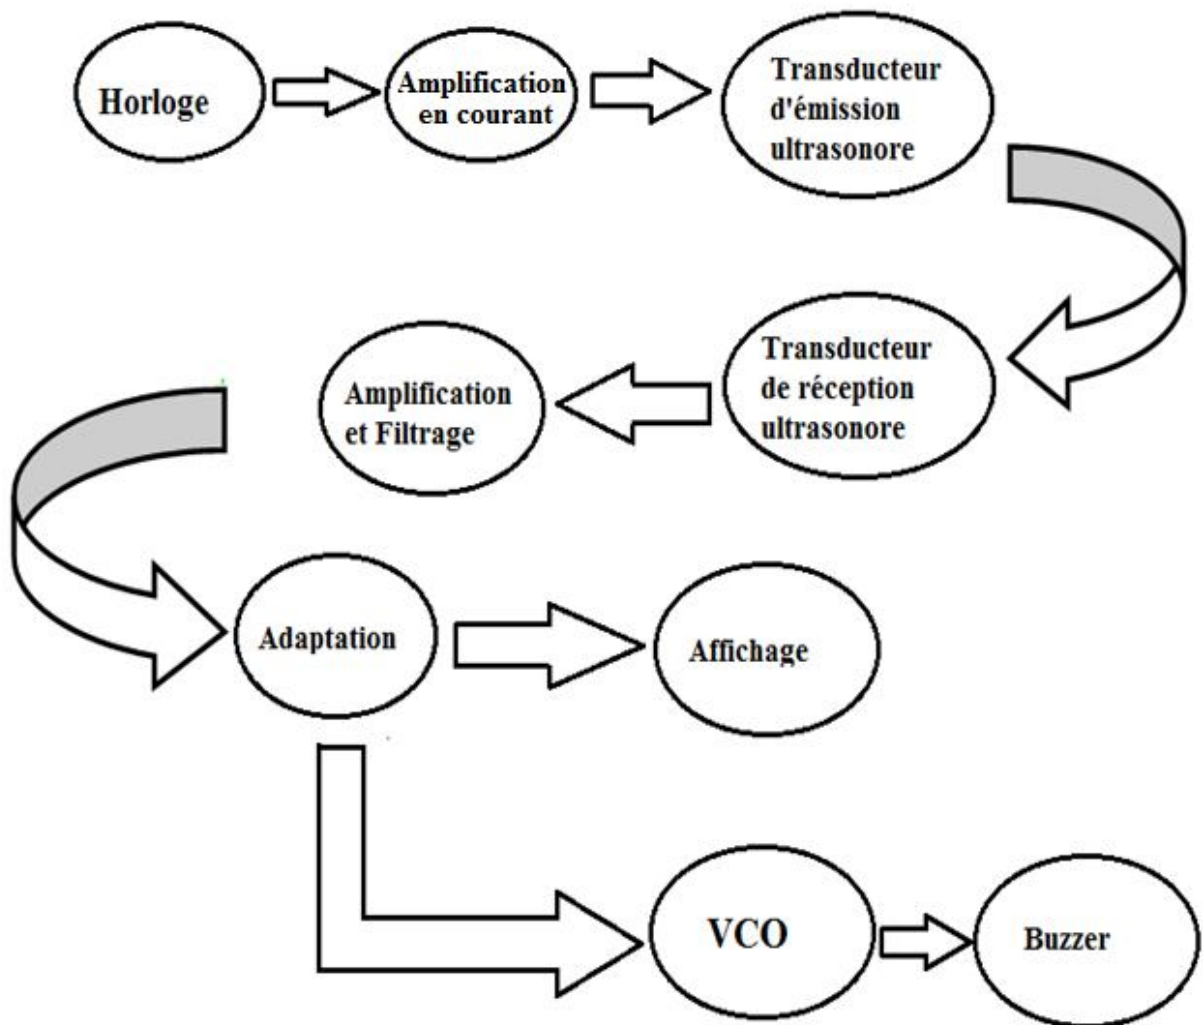 Horloge
Amplification
en courant
Transducteur
d'émission
ultrasonore
Transducteur
de réception
ultrasonore
Amplification
et Filtrage
Adaptation
Affichage
VCO
Buzzer